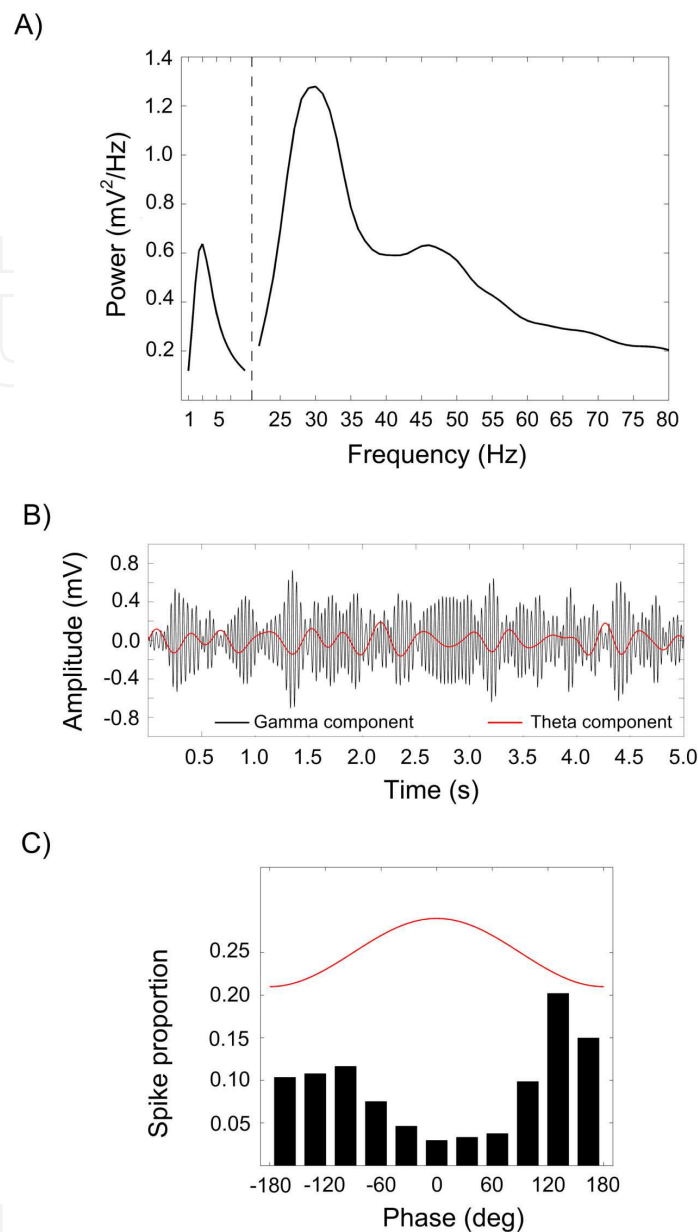 A)
Power (mV²/Hz)
1.4
1.2
1.0
0.8
0.6
0.4
0.2
1 5 25 30 35 40 45 50 55 60 65 70 75 80
Frequency (Hz)
B)
Amplitude (mV)
0.8
0.4
0.0
-0.4
-0.8
Gamma component
Theta component
0.5 1.0 1.5 2.0 2.5 3.0 3.5 4.0 4.5 5.0
Time (s)
C)
Spike proportion
0.25
0.20
0.15
0.10
0.05
-180 -120 -60 0 60 120 180
Phase (deg)